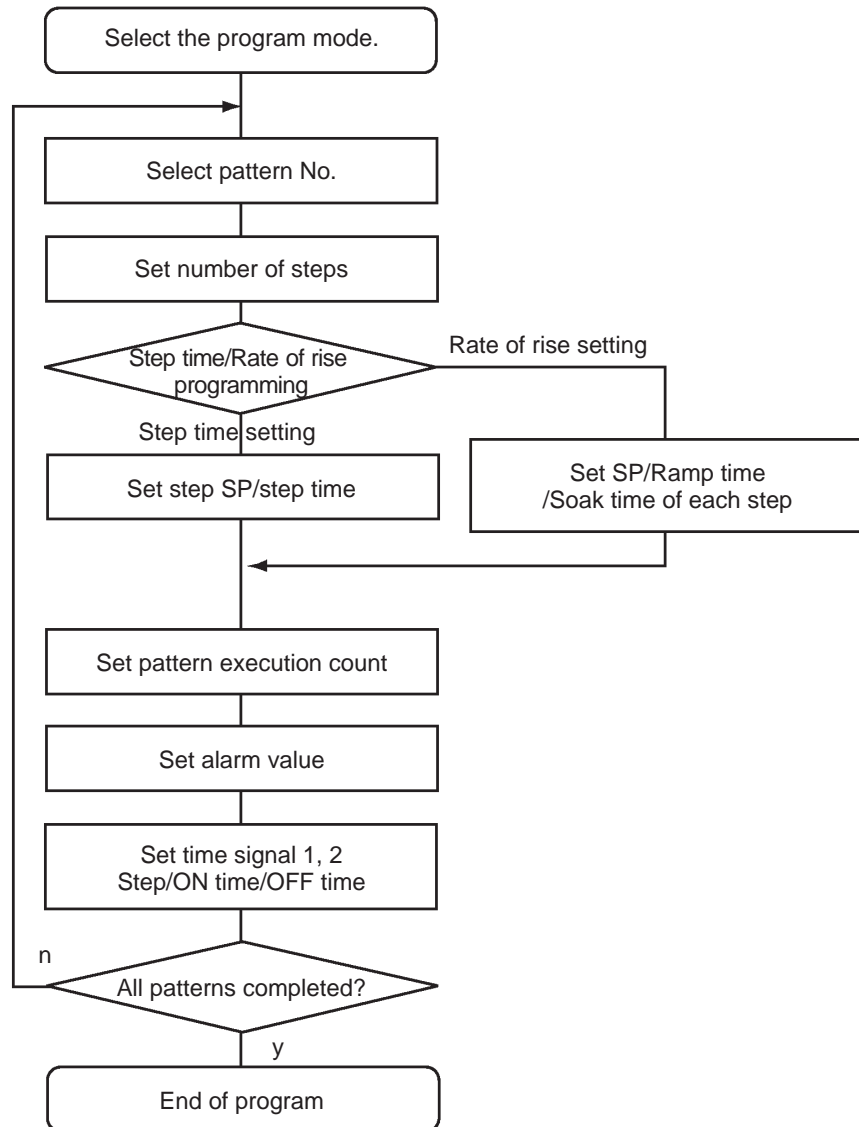 Select the program mode.
Select pattern No.
Set number of steps
Step time/Rate of rise
programming
Rate of rise setting
Step time setting
Set step SP/step time
Set SP/Ramp time
/Soak time of each step
Set pattern execution count
Set alarm value
Set time signal 1, 2
Step/ON time/OFF time
n
All patterns completed?
y
End of program